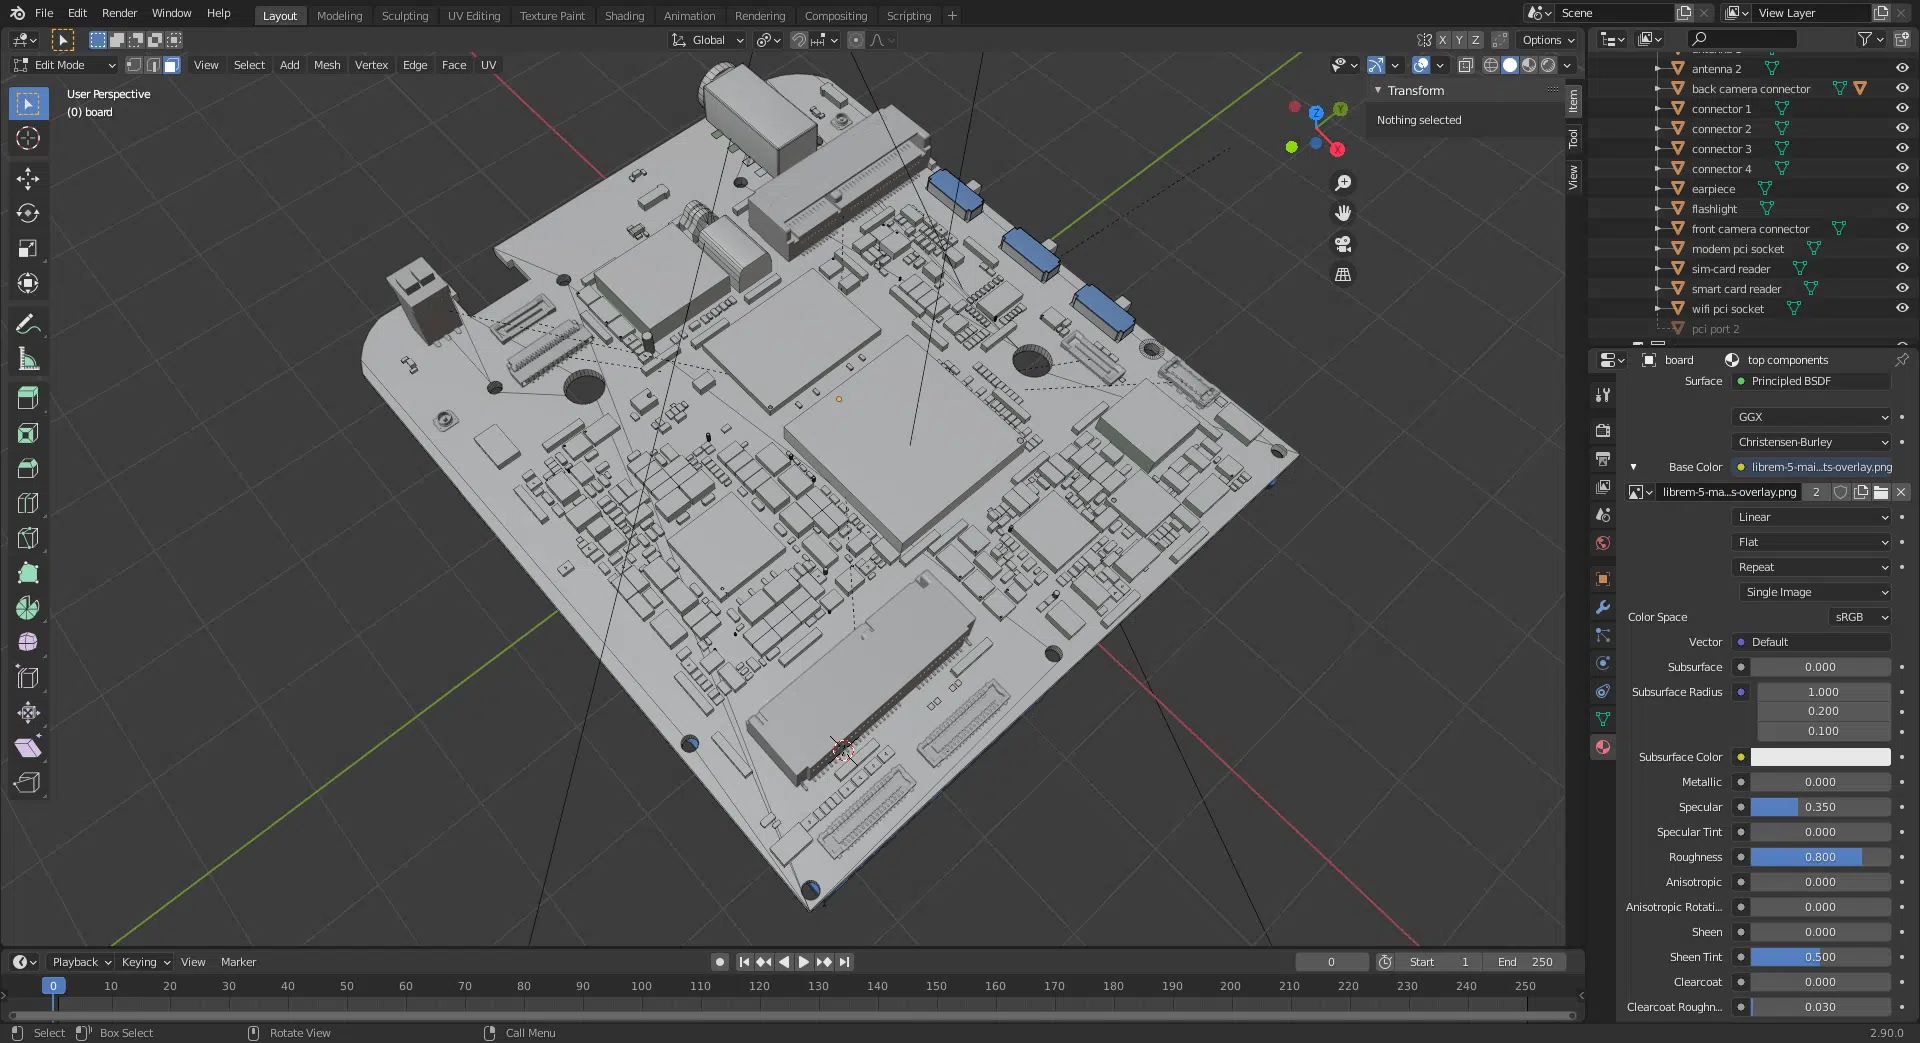 File Edit Render Window Help
Layout Modeling Sculpting UV Editing Texture Paint Shading Animation Rendering Compositing Scripting +
Scene
View Layer
Global
X Y Z
Options
Edit Mode
View Select Add Mesh Vertex Edge Face UV
User Perspective
(0) board
Z
Y
X
Transform
Nothing selected
Item
Tool
View
antenna 2
back camera connector
connector 1
connector 2
connector 3
connector 4
earpiece
flashlight
front camera connector
modem pci socket
sim-card reader
smart card reader
wifi pci socket
pci port 2
board
top components
Surface Principled BSDF
GGX
Christensen-Burley
Base Color librem-5-mai...ts-overlay.png
librem-5-ma...s-overlay.png 2
Linear
Flat
Repeat
Single Image
Color Space sRGB
Vector Default
Subsurface 0.000
Subsurface Radius 1.000
0.200
0.100
Subsurface Color
Metallic 0.000
Specular 0.350
Specular Tint 0.000
Roughness 0.800
Anisotropic 0.000
Anisotropic Rotati... 0.000
Sheen 0.000
Sheen Tint 0.500
Clearcoat 0.000
Clearcoat Roughn... 0.030
Playback Keying View Marker
0
Start 1
End 250
0 10 20 30 40 50 60 70 80 90 100 110 120 130 140 150 160 170 180 190 200 210 220 230 240 250
Select
Box Select
Rotate View
Call Menu
2.90.0